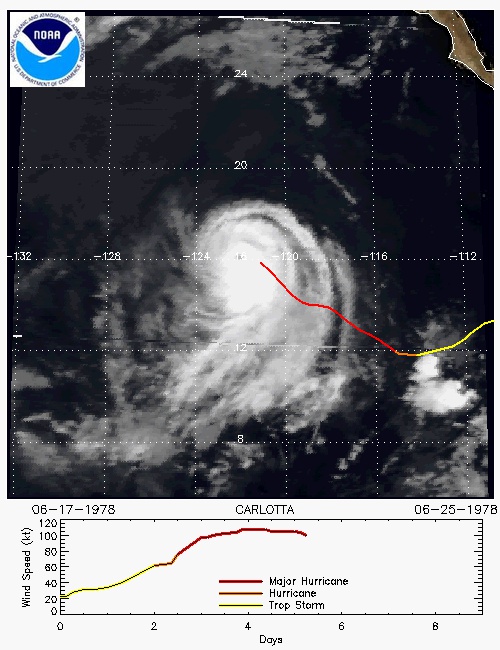 NATIONAL OCEANIC AND ATMOSPHERIC ADMINISTRATION
NOAA
U.S. DEPARTMENT OF COMMERCE
24
20
-132 -128 -124 16 -120 -116 -112
12
8
06-17-1978 CARLOTTA 06-25-1978
Wind Speed (kt)
120
100
80
60
40
20
0
Major Hurricane
Hurricane
Trop Storm
0 2 4 6 8
Days